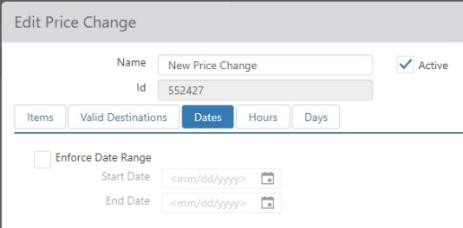 Edit Price Change
Name New Price Change Active
Id 552427
Items Valid Destinations Dates Hours Days
Enforce Date Range
Start Date <mm/dd/yyyy>
End Date <mm/dd/yyyy>